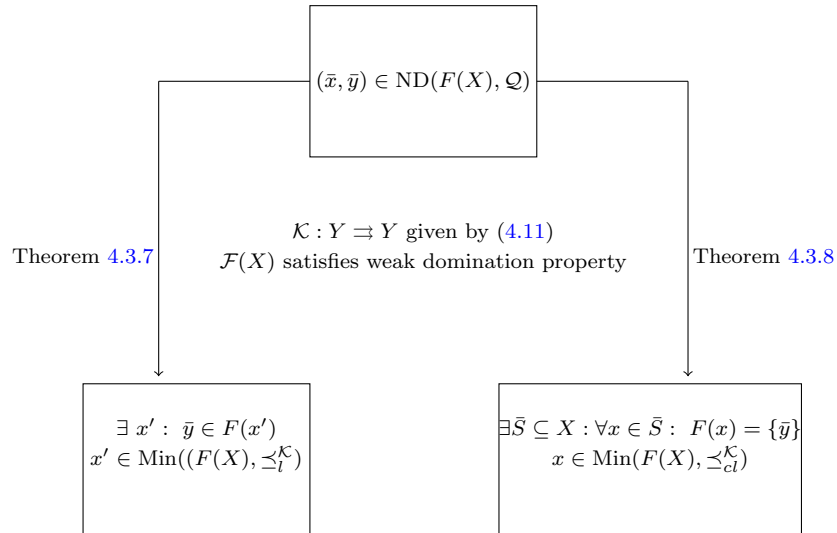 (x̄, ȳ) ∈ ND(F(X), 𝒬)
𝒦 : Y ⇉ Y given by (4.11)
Theorem 4.3.7
ℱ(X) satisfies weak domination property
Theorem 4.3.8
∃ x′ : ȳ ∈ F(x′)
x′ ∈ Min((F(X), ⪯_l^𝒦)
∃S̄ ⊆ X : ∀x ∈ S̄ : F(x) = {ȳ}
x ∈ Min(F(X), ⪯_{cl}^𝒦)